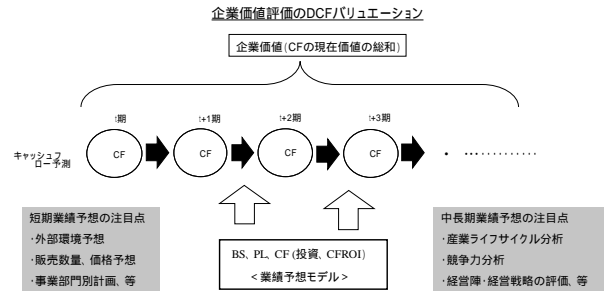 企業価値評価のDCFバリュエーション
企業価値(CFの現在価値の総和)
t期
t+1期
t+2期
t+3期
キャッシュフ
ロー予測
CF
CF
CF
CF
・ ・・・・・・・・・・・・・
短期業績予想の注目点
・外部環境予想
・販売数量、価格予想
・事業部門別計画、等
BS、PL、CF (投資、CFROI)
<業績予想モデル>
中長期業績予想の注目点
・産業ライフサイクル分析
・競争力分析
・経営陣・経営戦略の評価、等